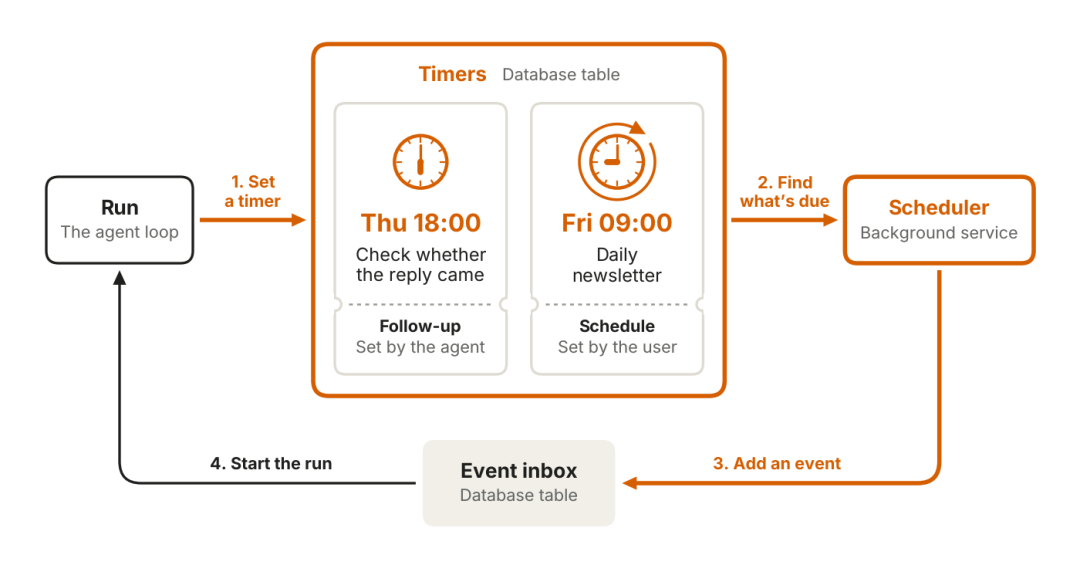 Timers Database table
1. Set
a timer
2. Find
what's due
Run
The agent loop
Thu 18:00
Check whether
the reply came
Follow-up
Set by the agent
Fri 09:00
Daily
newsletter
Schedule
Set by the user
Scheduler
Background service
4. Start the run
Event inbox
Database table
3. Add an event